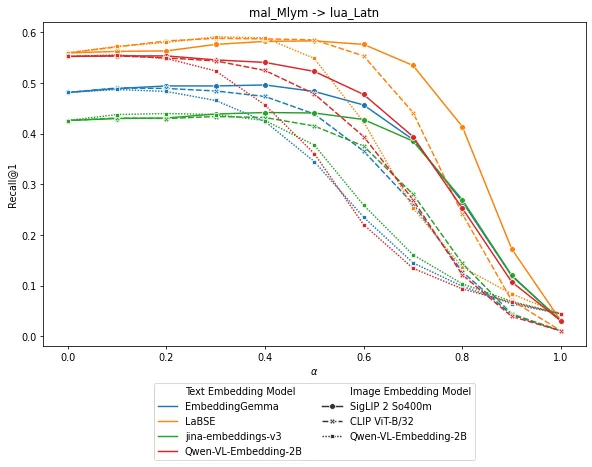 mal_Mlym -> lua_Latn
0.6
0.5
0.4
0.3
0.2
0.1
0.0
Recall@1
0.0 0.2 0.4 0.6 0.8 1.0
α
Text Embedding Model Image Embedding Model
EmbeddingGemma SigLIP 2 So400m
LaBSE CLIP ViT-B/32
jina-embeddings-v3 Qwen-VL-Embedding-2B
Qwen-VL-Embedding-2B